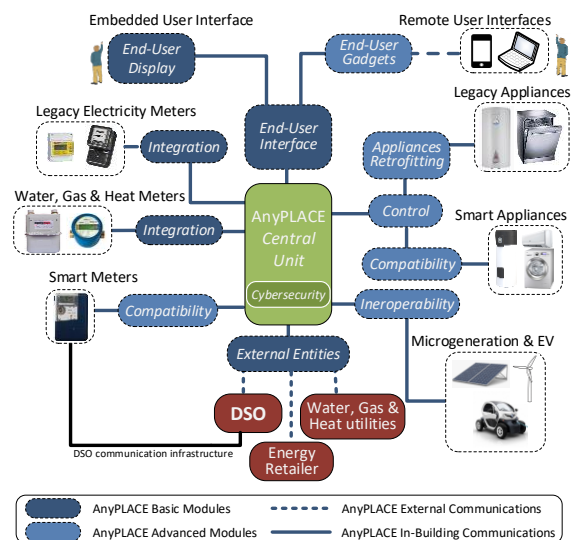 Embedded User Interface
Remote User Interfaces
End-User
Display
End-User
Gadgets
Legacy Electricity Meters
Legacy Appliances
Integration
End-User
Interface
Appliances
Retrofitting
Water, Gas & Heat Meters
AnyPLACE
Central
Unit
Control
Integration
Smart Appliances
Compatibility
Smart Meters
Cybersecurity
Compatibility
Ineroperability
Microgeneration & EV
External Entities
DSO
Water, Gas &
Heat utilities
DSO communication infrastructure
Energy
Retailer
AnyPLACE Basic Modules
AnyPLACE External Communications
AnyPLACE Advanced Modules
AnyPLACE In-Building Communications